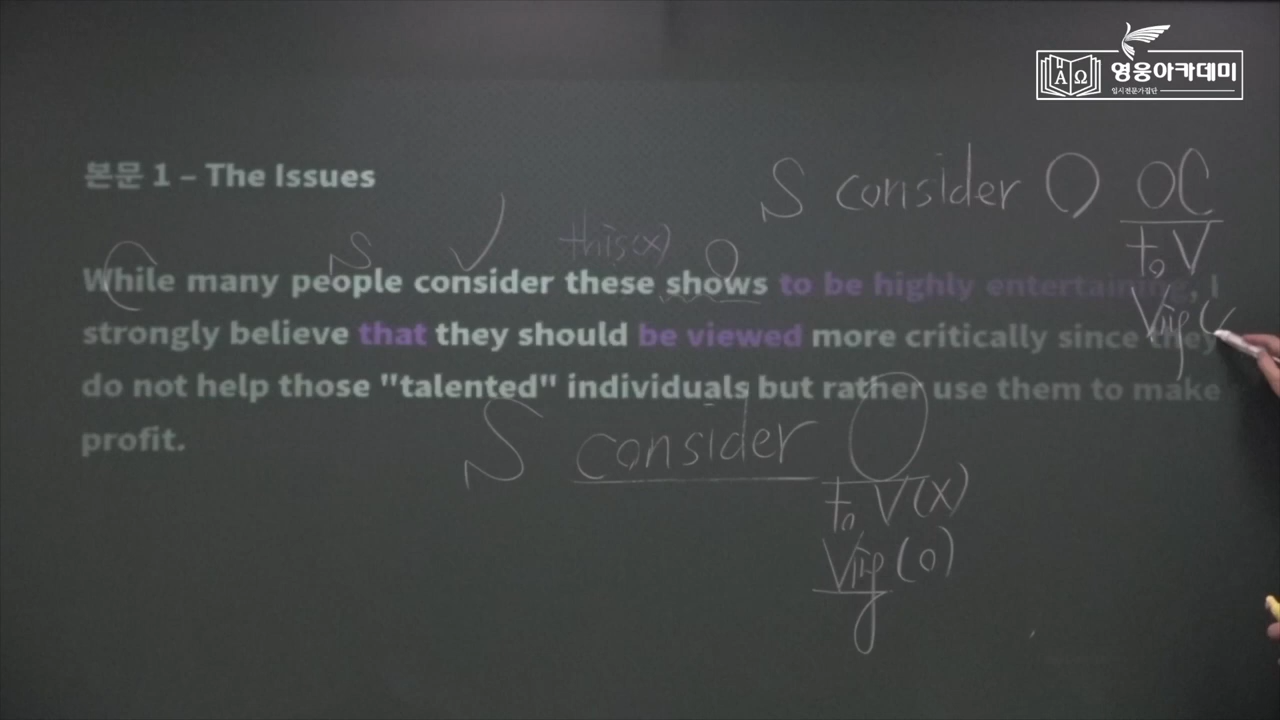 영웅아카데미
입시전문가집단
ΑΩ
본문 1 – The Issues
S consider O OC
to V
Ving (
S V this(x) O
While many people consider these shows to be highly entertaining, I
strongly believe that they should be viewed more critically since they
do not help those "talented" individuals but rather use them to make
profit.
S consider O
to V(X)
Ving(O)